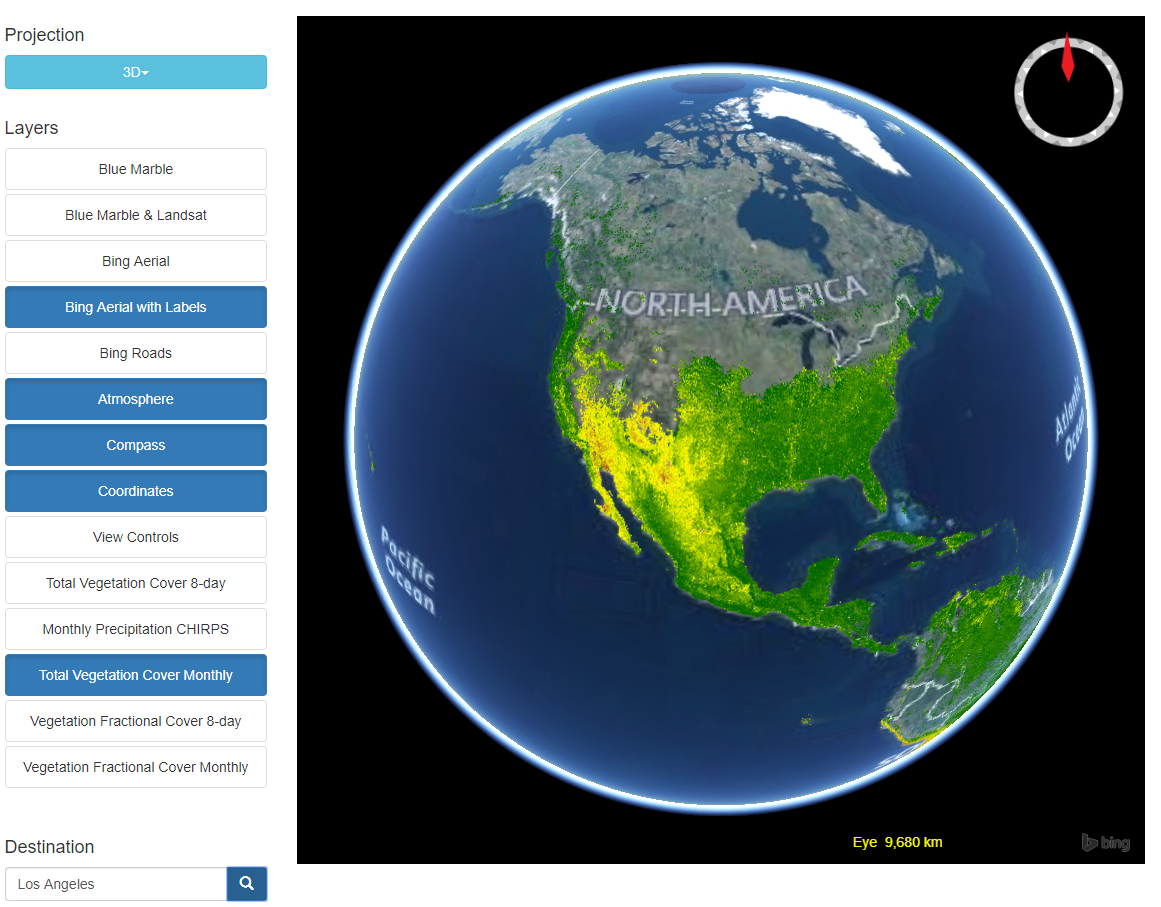 Projection
3D
Layers
Blue Marble
Blue Marble & Landsat
Bing Aerial
Bing Aerial with Labels
Bing Roads
Atmosphere
Compass
Coordinates
View Controls
Total Vegetation Cover 8-day
Monthly Precipitation CHIRPS
Total Vegetation Cover Monthly
Vegetation Fractional Cover 8-day
Vegetation Fractional Cover Monthly
Destination
Los Angeles
NORTH AMERICA
Atlantic
Ocean
Pacific
Ocean
Eye 9,680 km
bing